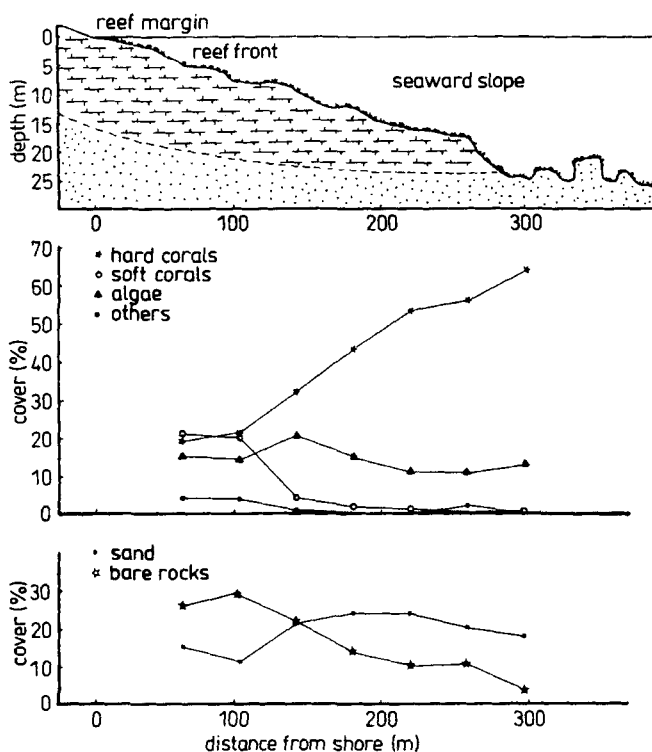 reef margin
reef front
seaward slope
depth (m)
0
5
10
15
20
25
0 100 200 300
hard corals
soft corals
algae
others
cover (%)
70
60
50
40
30
20
10
0
sand
bare rocks
cover (%)
30
20
10
0
0 100 200 300
distance from shore (m)